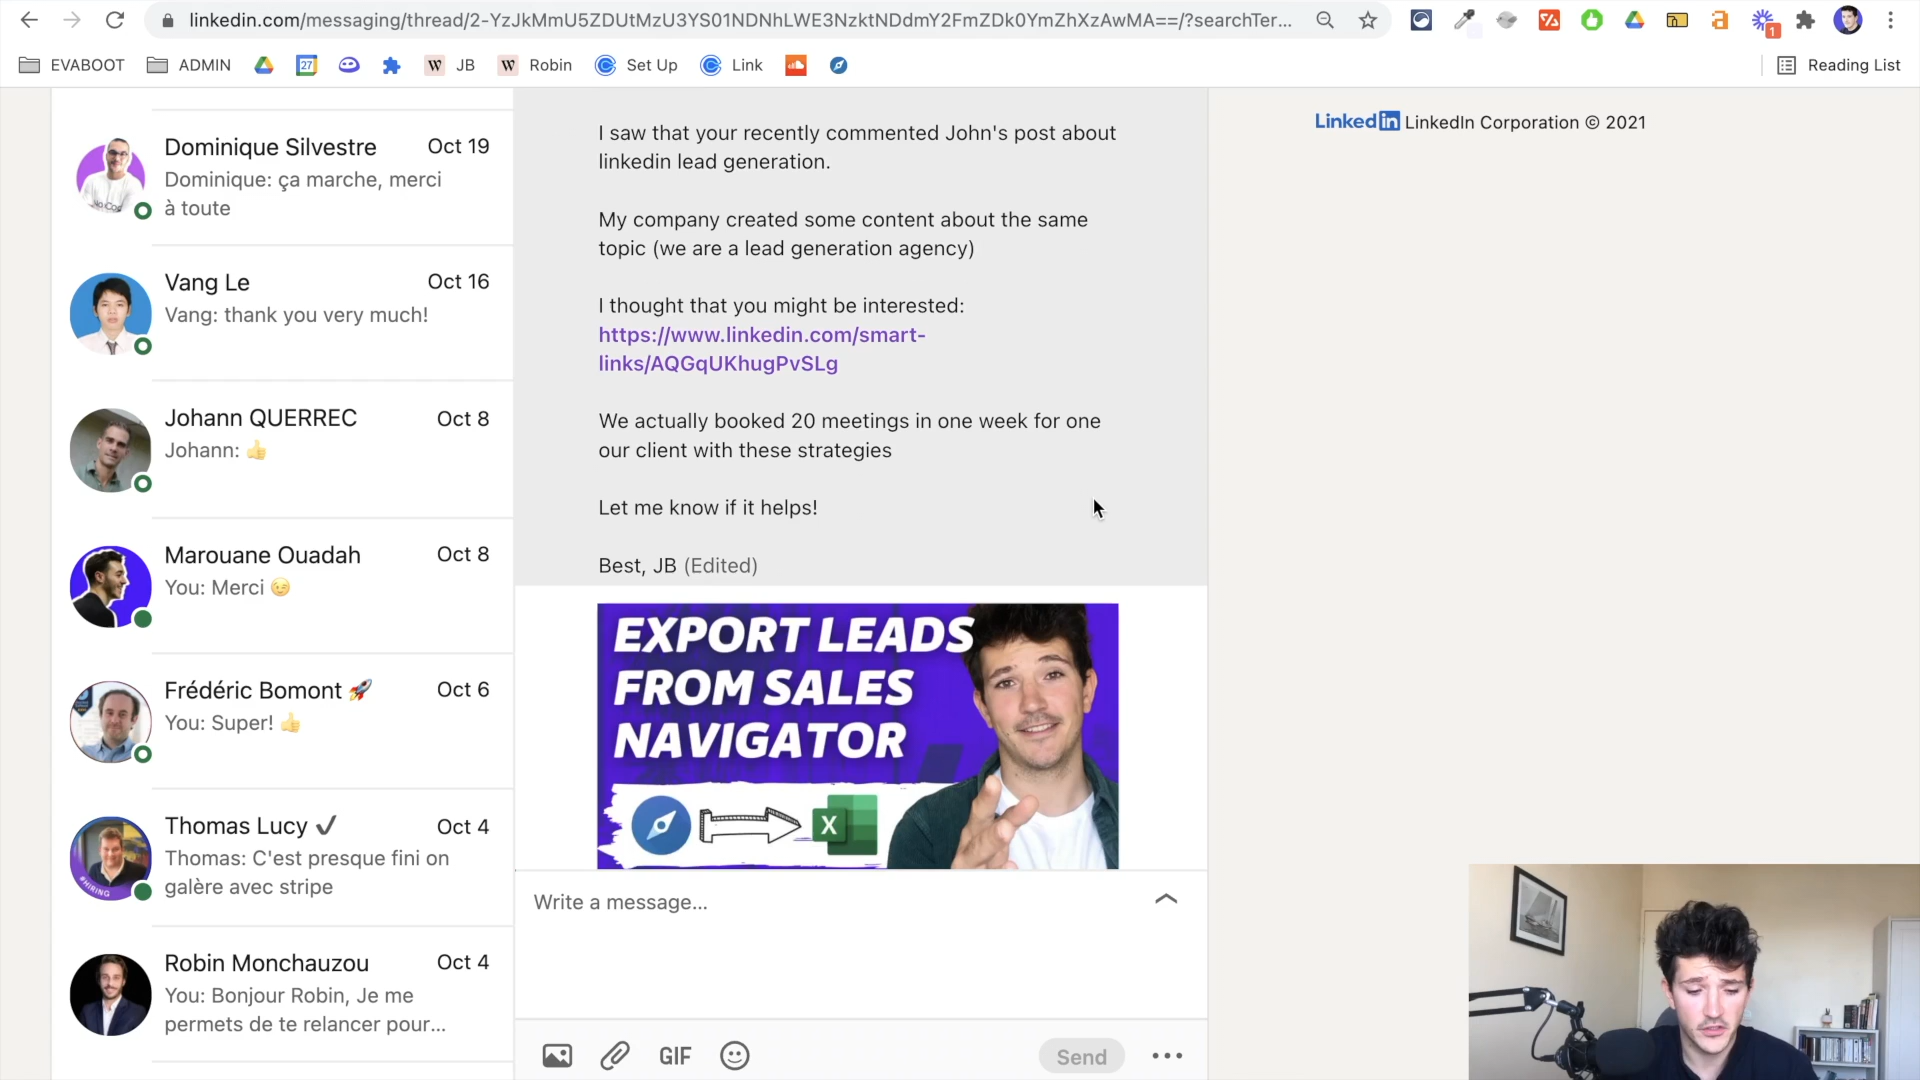 linkedin.com/messaging/thread/2-YzJkMmU5ZDUtMzU3YS01NDNhLWE3NzktNDdmY2FmZDk0YmZhXzAwMA==/?searchTer...
1
EVABOOT
ADMIN
27
W JB
W Robin
Set Up
Link
Reading List
Dominique Silvestre
Oct 19
Dominique: ça marche, merci
à toute
Vang Le
Oct 16
Vang: thank you very much!
Johann QUERREC
Oct 8
Johann: 👍
Marouane Ouadah
Oct 8
You: Merci 😉
Frédéric Bomont 🚀
Oct 6
You: Super! 👍
Thomas Lucy ✔
Oct 4
Thomas: C'est presque fini on
galère avec stripe
#HIRING
Robin Monchauzou
Oct 4
You: Bonjour Robin, Je me
permets de te relancer pour...
I saw that your recently commented John's post about
linkedin lead generation.
My company created some content about the same
topic (we are a lead generation agency)
I thought that you might be interested:
https://www.linkedin.com/smart-
links/AQGqUKhugPvSLg
We actually booked 20 meetings in one week for one
our client with these strategies
Let me know if it helps!
Best, JB (Edited)
EXPORT LEADS
FROM SALES
NAVIGATOR
X
Write a message...
GIF
Send
LinkedIn LinkedIn Corporation © 2021